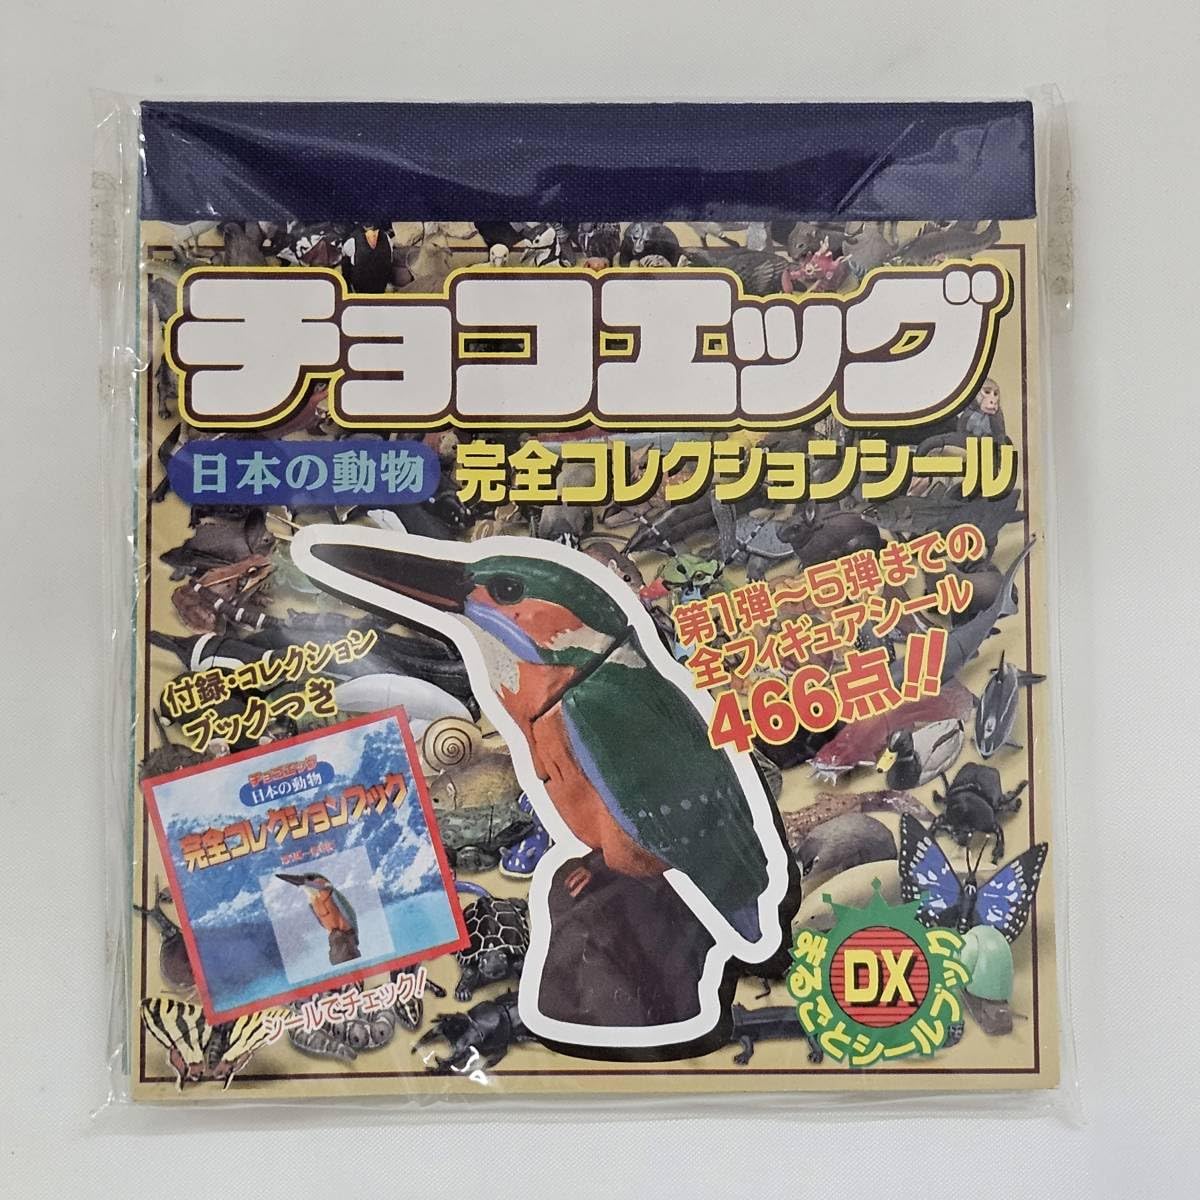 チョコエッグ
日本の動物
完全コレクションシール
第1弾～5弾までの
全フィギュアシール
466点!!
付録・コレクション
ブックつき
チョコエッグ
日本の動物
完全コレクションブック
シールでチェック!
DX
まるごとシールブック